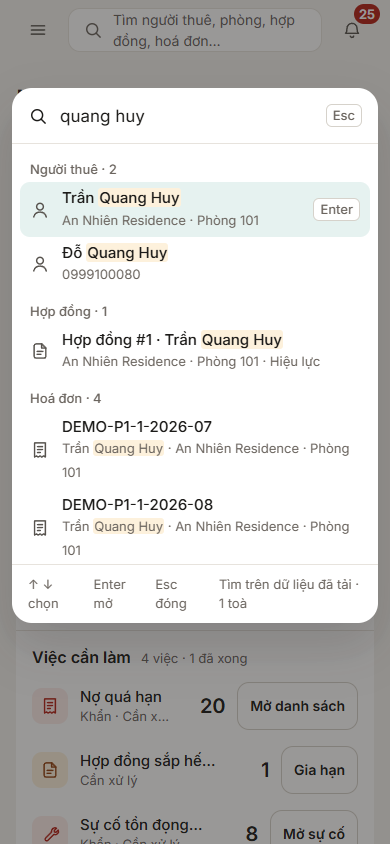 Tìm người thuê, phòng, hợp
đồng, hoá đơn...
25
quang huy
Esc
Người thuê · 2
Trần Quang Huy
An Nhiên Residence · Phòng 101
Enter
Đỗ Quang Huy
0999100080
Hợp đồng · 1
Hợp đồng #1 · Trần Quang Huy
An Nhiên Residence · Phòng 101 · Hiệu lực
Hoá đơn · 4
DEMO-P1-1-2026-07
Trần Quang Huy · An Nhiên Residence · Phòng
101
DEMO-P1-1-2026-08
Trần Quang Huy · An Nhiên Residence · Phòng
101
↑ ↓ Enter Esc Tìm trên dữ liệu đã tải ·
chọn mở đóng 1 toà
Việc cần làm 4 việc · 1 đã xong
Nợ quá hạn
Khẩn · Cần x...
20
Mở danh sách
Hợp đồng sắp hế...
Cần xử lý
1
Gia hạn
Sự cố tồn đọng...
Khẩn · Cần xử lý
8
Mở sự cố